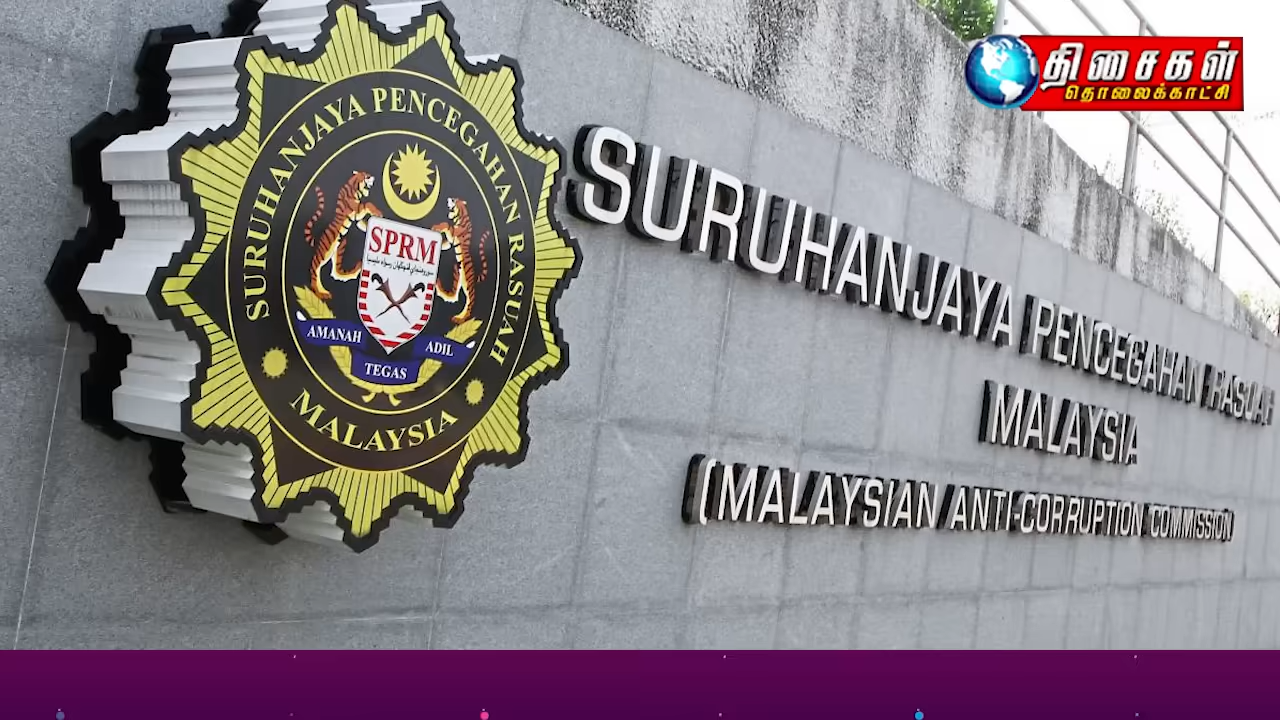 SURUHANJAYA PENCEGAHAN RASUAH
MALAYSIA
SPRM
AMANAH
TEGAS
ADIL
SURUHANJAYA PENCEGAHAN RASUAH
MALAYSIA
(MALAYSIAN ANTI-CORRUPTION COMMISSION)
திசைகள்
தொலைக்காட்சி